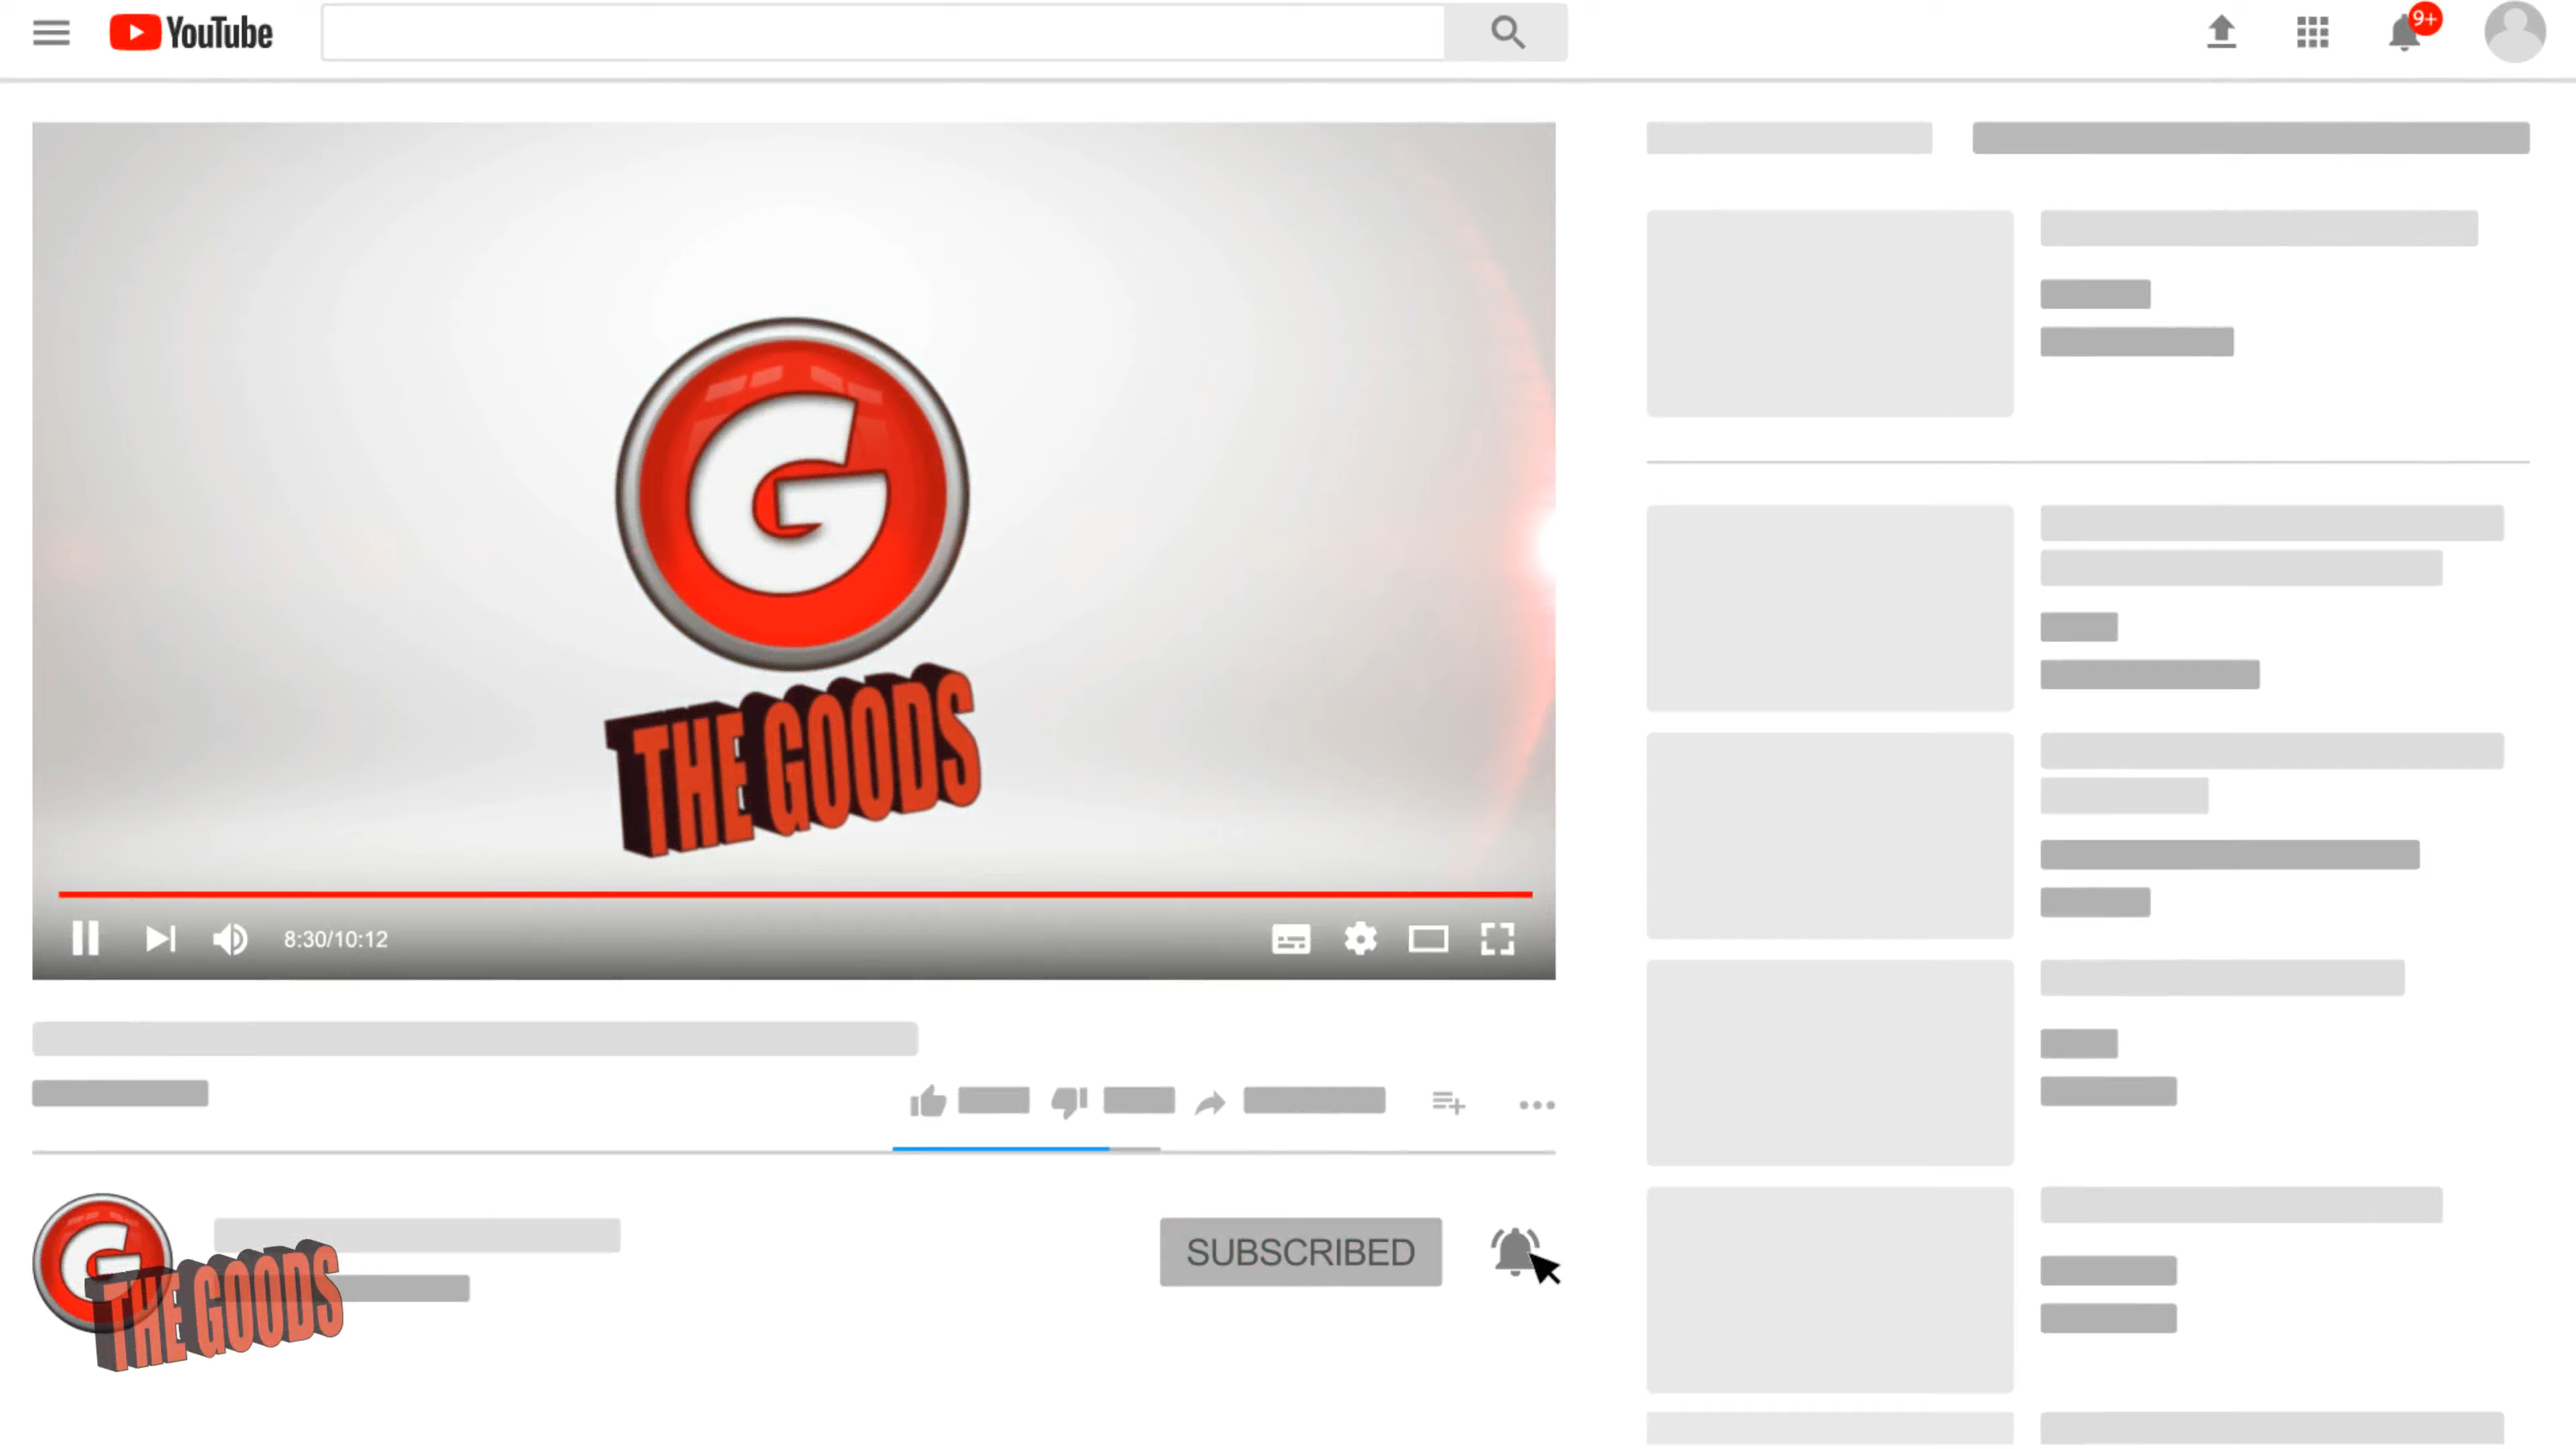 YouTube
9+
G
THE GOODS
8:30/10:12
G
THE GOODS
SUBSCRIBED